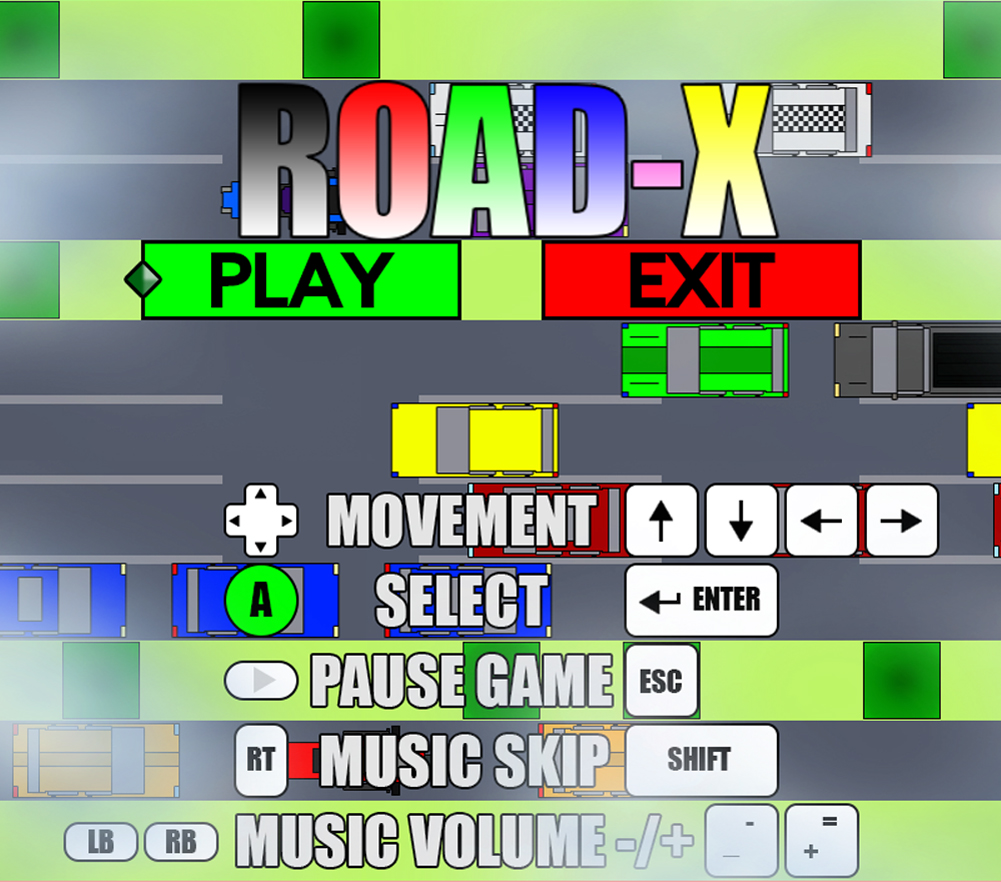 ROAD-X
PLAY EXIT
MOVEMENT ↑ ↓ ← →
A SELECT ↵ ENTER
PAUSE GAME ESC
RT MUSIC SKIP SHIFT
LB RB MUSIC VOLUME -/+ - _ = +